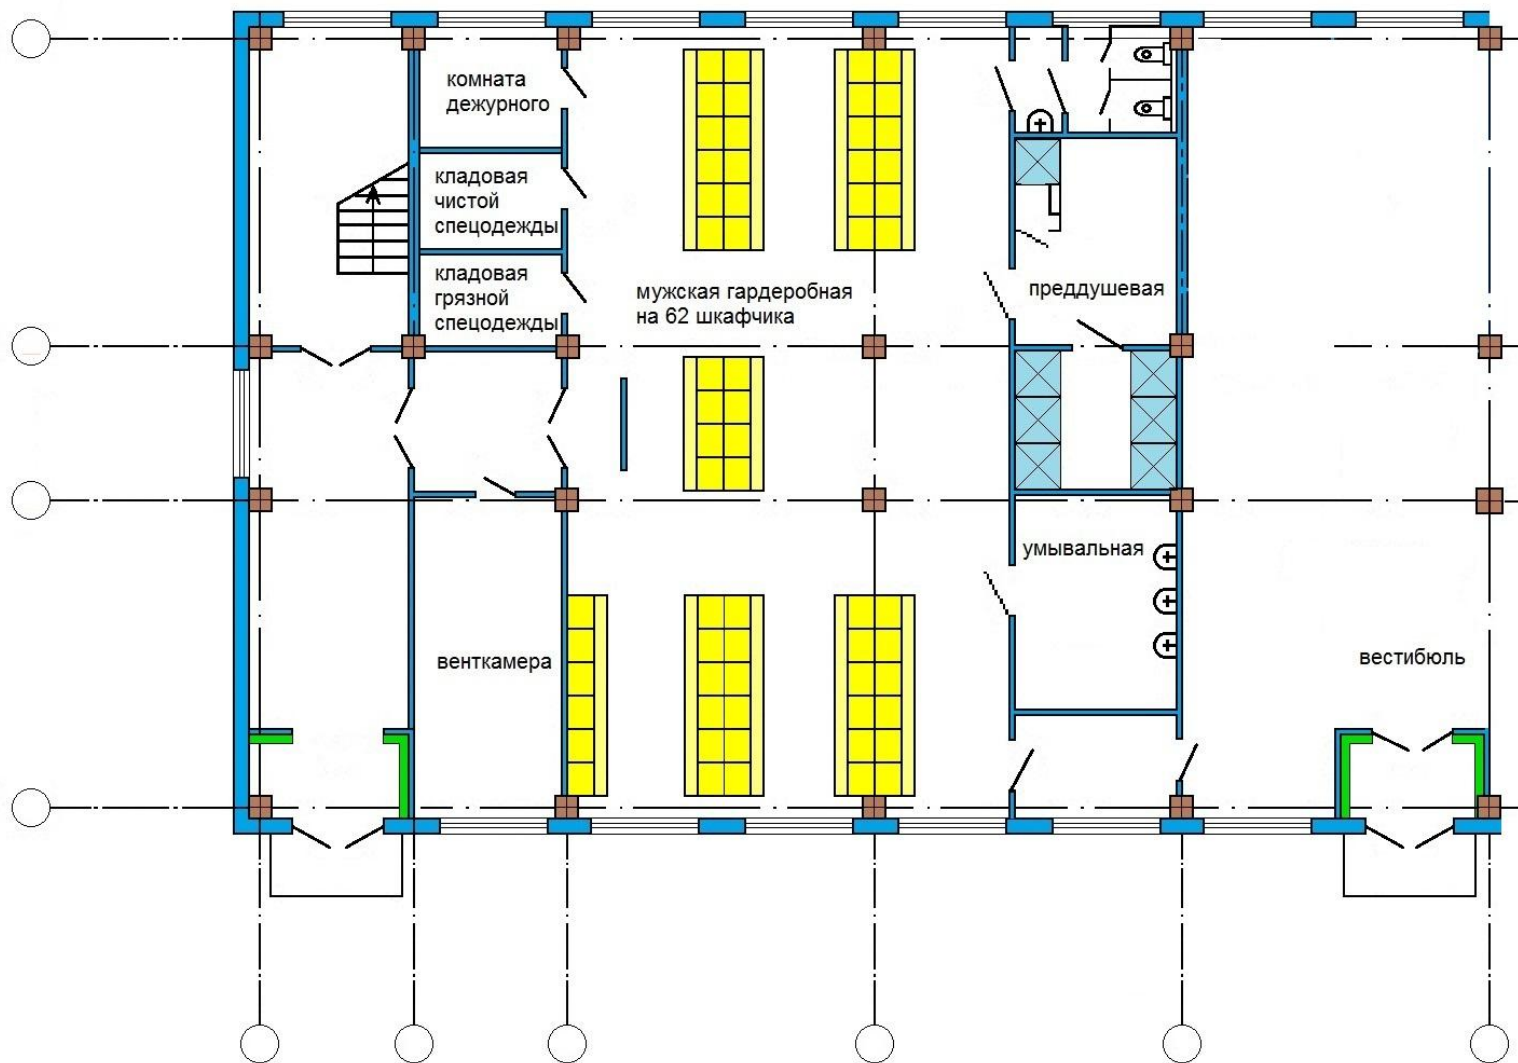 комната
дежурного
кладовая
чистой
спецодежды
кладовая
грязной
спецодежды
мужская гардеробная
на 62 шкафчика
преддушевая
умывальная
венткамера
вестибюль